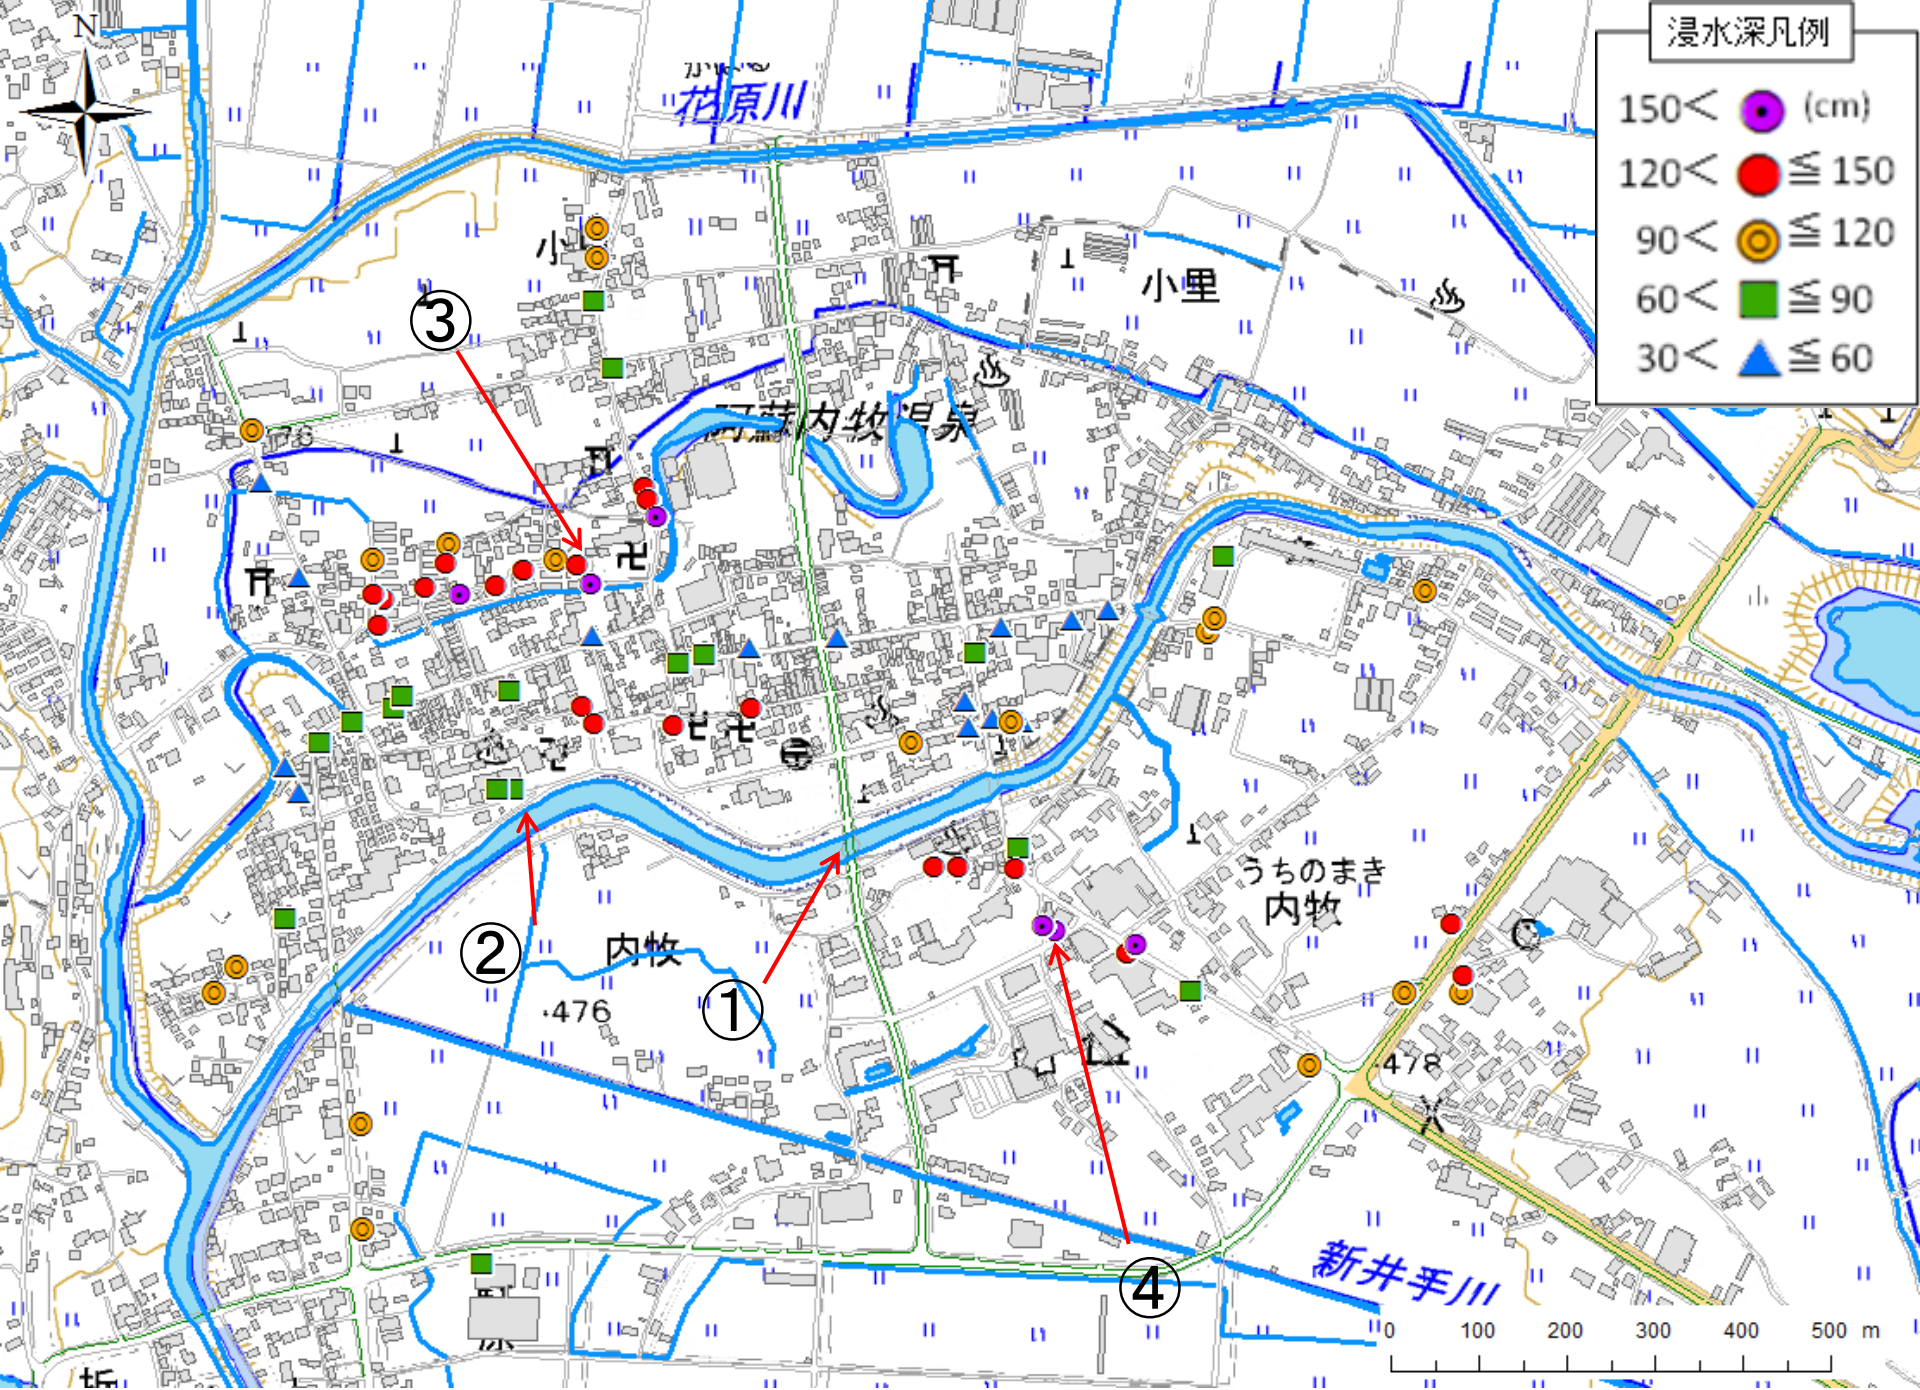 N
浸水深凡例
150< (cm)
120< ≦ 150
90< ≦ 120
60< ≦ 90
30< ≦ 60
花原川
小里
③
阿蘇内牧温泉
うちのまき
内牧
②
内牧
①
・476
・478
④
新井手川
0 100 200 300 400 500 m